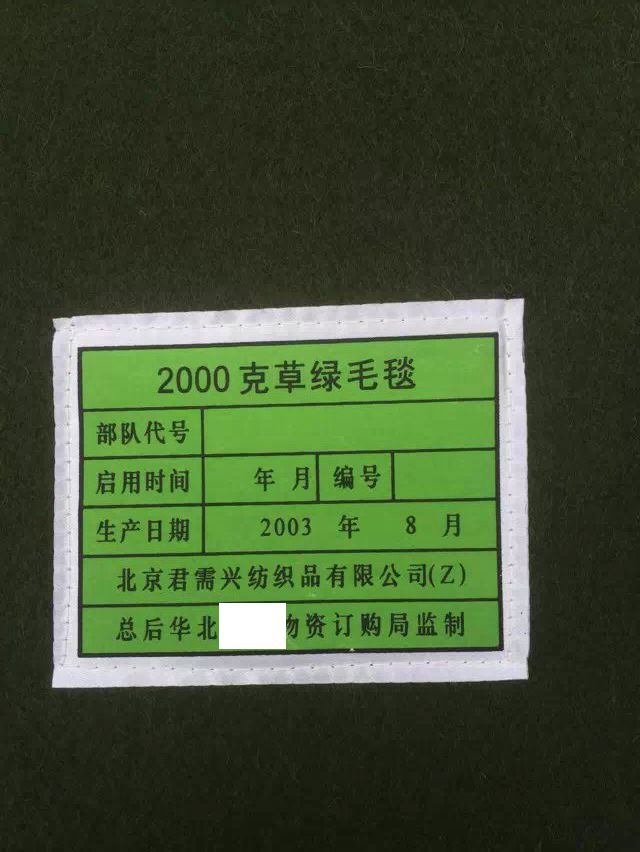 2000克草绿毛毯
部队代号
启用时间 年 月 编号
生产日期 2003 年 8 月
北京君需兴纺织品有限公司(Z)
总后华北 资订购局监制